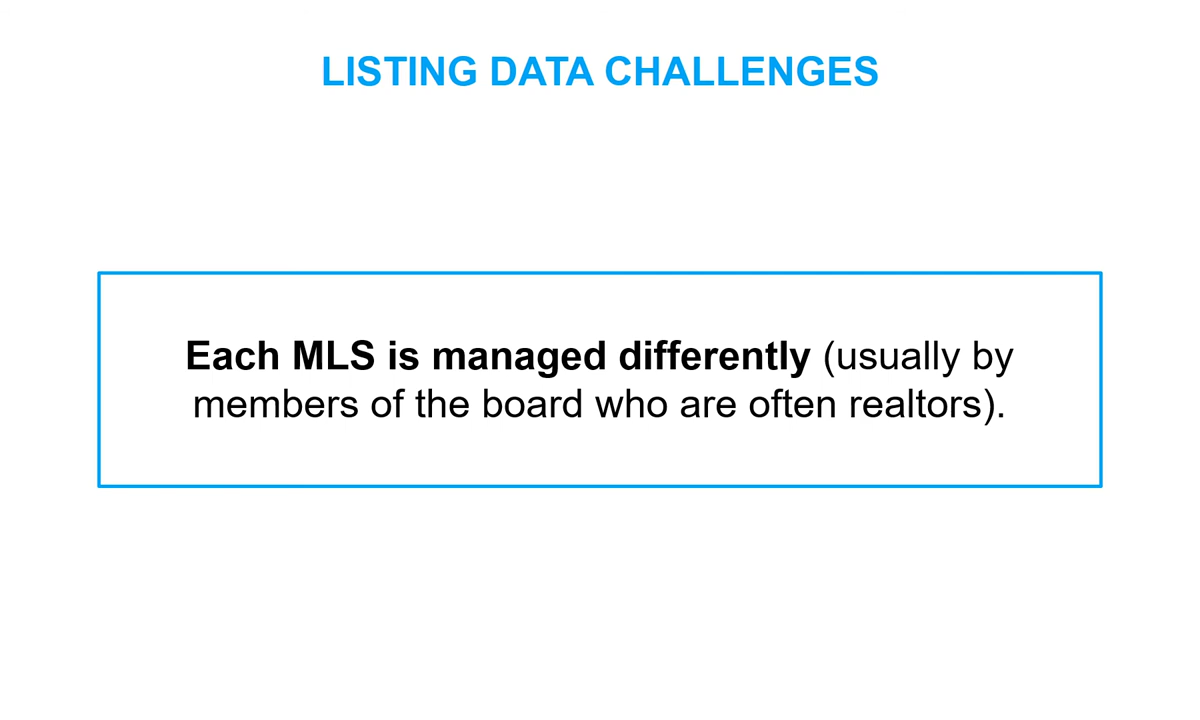 LISTING DATA CHALLENGES
Each MLS is managed differently (usually by
members of the board who are often realtors).